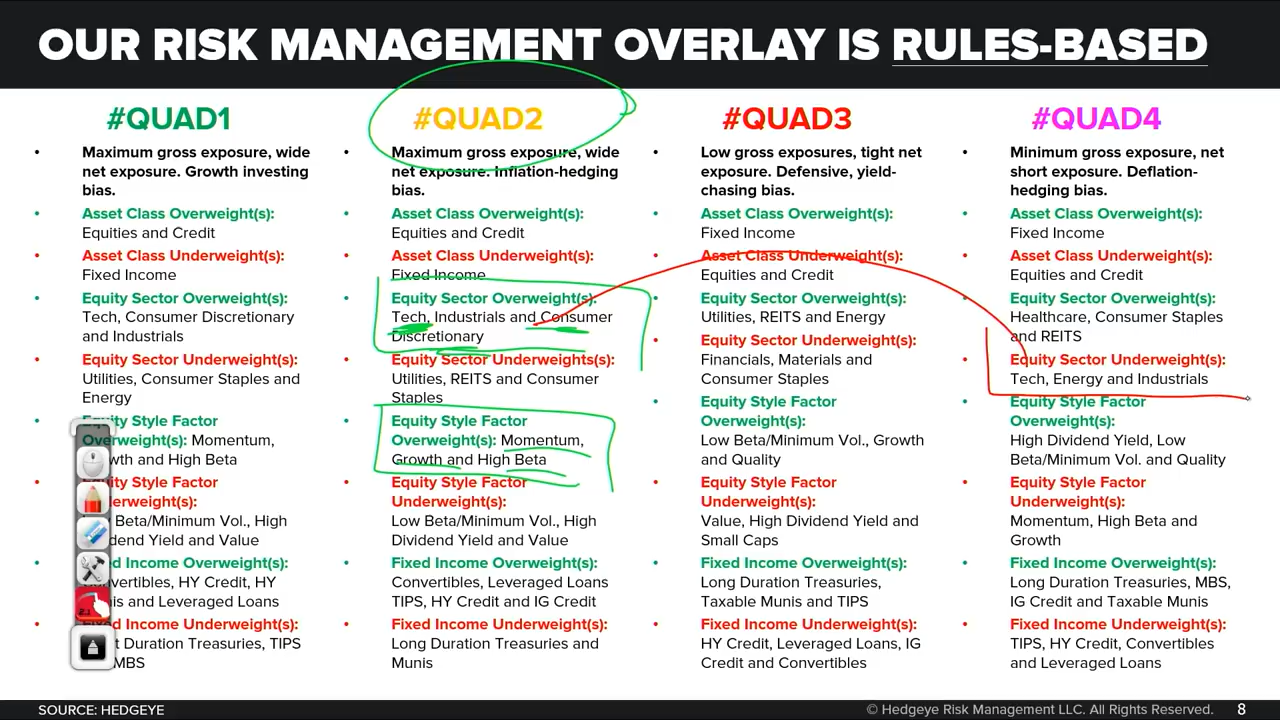 OUR RISK MANAGEMENT OVERLAY IS RULES-BASED
#QUAD1
• Maximum gross exposure, wide
net exposure. Growth investing
bias.
• Asset Class Overweight(s):
Equities and Credit
• Asset Class Underweight(s):
Fixed Income
• Equity Sector Overweight(s):
Tech, Consumer Discretionary
and Industrials
• Equity Sector Underweight(s):
Utilities, Consumer Staples and
Energy
• Equity Style Factor
Overweight(s): Momentum,
and High Beta
• Equity Style Factor
Beta/Minimum Vol., High
Yield and Value
• Income Overweight(s):
HY Credit, HY
and Leveraged Loans
• Fixed Income Underweight(s):
Duration Treasuries, TIPS
MBS
#QUAD2
• Maximum gross exposure, wide
net exposure. Inflation-hedging
bias.
• Asset Class Overweight(s):
Equities and Credit
• Asset Class Underweight(s):
Fixed Income
• Equity Sector Overweight(s):
Tech, Industrials and Consumer
Discretionary
• Equity Sector Underweights(s):
Utilities, REITS and Consumer
Staples
• Equity Style Factor
Overweight(s): Momentum,
Growth and High Beta
• Equity Style Factor
Underweight(s):
Low Beta/Minimum Vol., High
Dividend Yield and Value
• Fixed Income Overweight(s):
Convertibles, Leveraged Loans
TIPS, HY Credit and IG Credit
• Fixed Income Underweight(s):
Long Duration Treasuries and
Munis
#QUAD3
• Low gross exposures, tight net
exposure. Defensive, yield-
chasing bias.
• Asset Class Overweight(s):
Fixed Income
• Asset Class Underweight(s):
Equities and Credit
• Equity Sector Overweight(s):
Utilities, REITS and Energy
• Equity Sector Underweight(s):
Financials, Materials and
Consumer Staples
• Equity Style Factor
Overweight(s):
Low Beta/Minimum Vol., Growth
and Quality
• Equity Style Factor
Underweight(s):
Value, High Dividend Yield and
Small Caps
• Fixed Income Overweight(s):
Long Duration Treasuries,
Taxable Munis and TIPS
• Fixed Income Underweight(s):
HY Credit, Leveraged Loans, IG
Credit and Convertibles
#QUAD4
• Minimum gross exposure, net
short exposure. Deflation-
hedging bias.
• Asset Class Overweight(s):
Fixed Income
• Asset Class Underweight(s):
Equities and Credit
• Equity Sector Overweight(s):
Healthcare, Consumer Staples
and REITS
• Equity Sector Underweight(s):
Tech, Energy and Industrials
• Equity Style Factor
Overweight(s):
High Dividend Yield, Low
Beta/Minimum Vol. and Quality
• Equity Style Factor
Underweight(s):
Momentum, High Beta and
Growth
• Fixed Income Overweight(s):
Long Duration Treasuries, MBS,
IG Credit and Taxable Munis
• Fixed Income Underweight(s):
TIPS, HY Credit, Convertibles
and Leveraged Loans
SOURCE: HEDGEYE
© Hedgeye Risk Management LLC. All Rights Reserved. 8